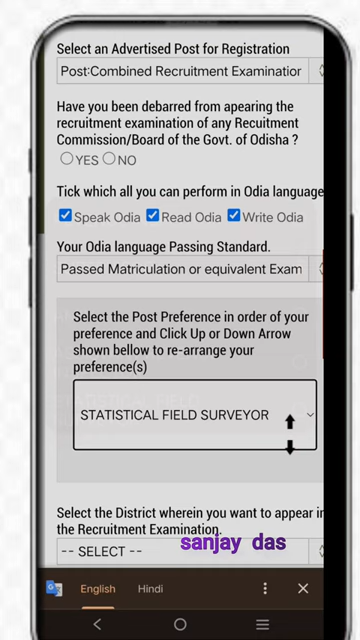 Select an Advertised Post for Registration
Post:Combined Recruitment Examination
Have you been debarred from apearing the
recruitment examination of any Recuitment
Commission/Board of the Govt. of Odisha ?
YES NO
Tick which all you can perform in Odia language
Speak Odia Read Odia Write Odia
Your Odia language Passing Standard.
Passed Matriculation or equivalent Exam
Select the Post Preference in order of your
preference and Click Up or Down Arrow
shown bellow to re-arrange your
preference(s)
STATISTICAL FIELD SURVEYOR
Select the District wherein you want to appear in
the Recruitment Examination.
sanjay das
-- SELECT --
English Hindi